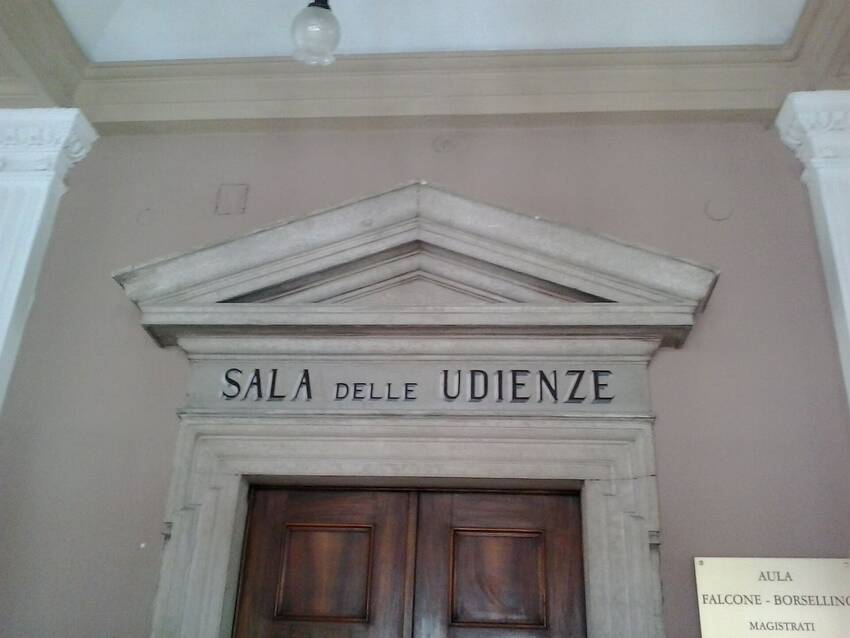 SALA DELLE UDIENZE
AULA
FALCONE - BORSELLINO
MAGISTRATI